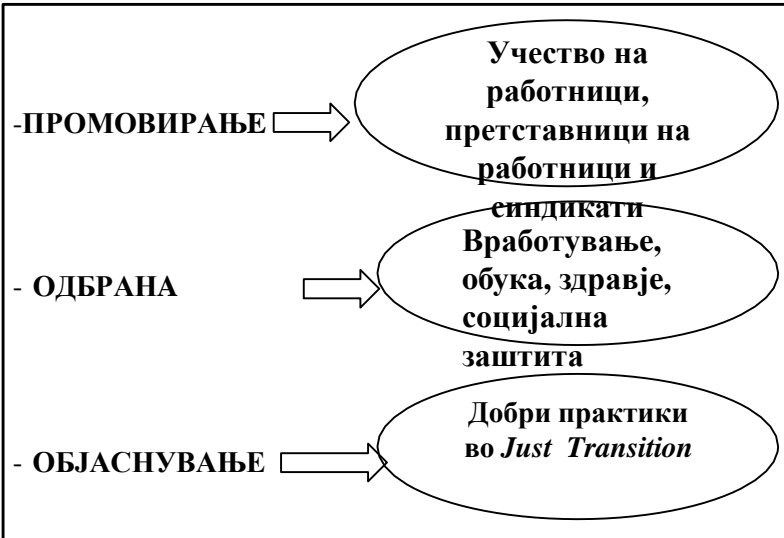 -ПРОМОВИРАЊЕ
Учество на
работници,
претставници на
работници и
синдикати
- ОДБРАНА
Вработување,
обука, здравје,
социјална
заштита
- ОБЈАСНУВАЊЕ
Добри практики
во Just Transition